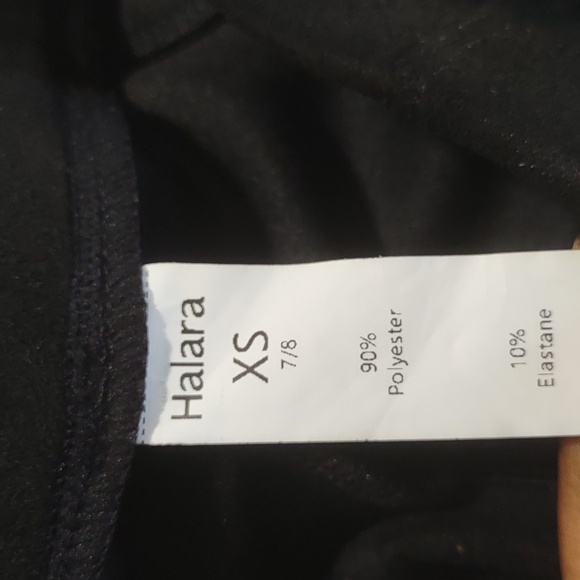 Halara
XS
7/8
90%
Polyester
10%
Elastane